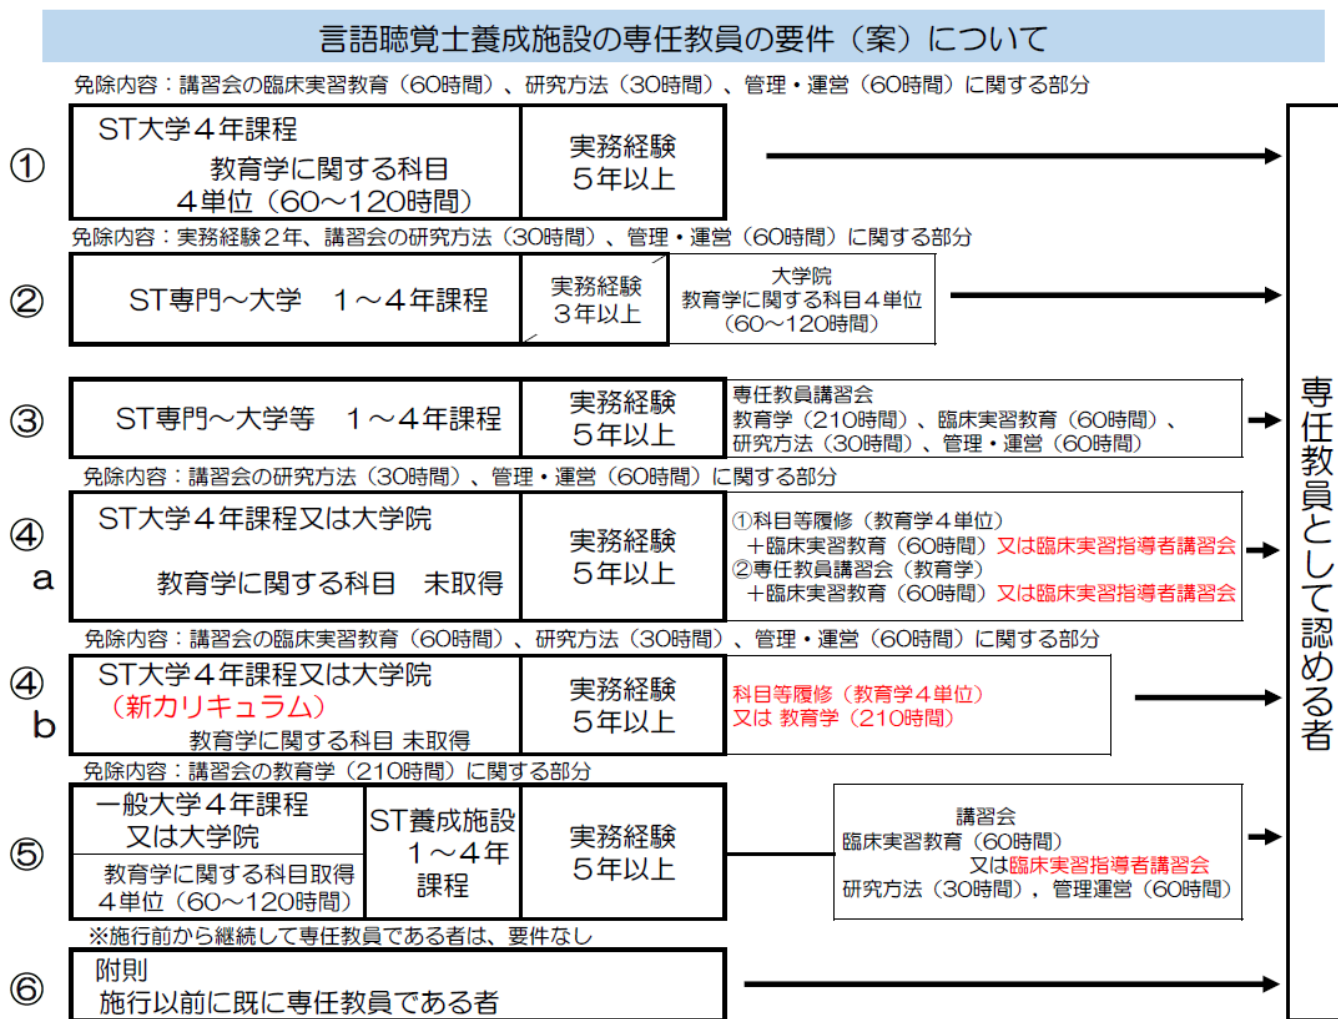 言語聴覚士養成施設の専任教員の要件（案）について
免除内容：講習会の臨床実習教育（60時間）、研究方法（30時間）、管理・運営（60時間）に関する部分
①
ST大学４年課程
教育学に関する科目
４単位（60～120時間）
実務経験
５年以上
免除内容：実務経験２年、講習会の研究方法（30時間）、管理・運営（60時間）に関する部分
②
ST専門～大学　１～４年課程
実務経験
３年以上
大学院
教育学に関する科目４単位
（60～120時間）
③
ST専門～大学等　１～４年課程
実務経験
５年以上
専任教員講習会
教育学（210時間）、臨床実習教育（60時間）、
研究方法（30時間）、管理・運営（60時間）
免除内容：講習会の研究方法（30時間）、管理・運営（60時間）に関する部分
④
a
ST大学４年課程又は大学院
教育学に関する科目　未取得
実務経験
５年以上
①科目等履修（教育学４単位）
＋臨床実習教育（60時間）又は臨床実習指導者講習会
②専任教員講習会（教育学）
＋臨床実習教育（60時間）又は臨床実習指導者講習会
免除内容：講習会の臨床実習教育（60時間）、研究方法（30時間）、管理・運営（60時間）に関する部分
④
b
ST大学４年課程又は大学院
（新カリキュラム）
教育学に関する科目 未取得
実務経験
５年以上
科目等履修（教育学４単位）
又は 教育学（210時間）
免除内容：講習会の教育学（210時間）に関する部分
⑤
一般大学４年課程
又は大学院
教育学に関する科目取得
４単位（60～120時間）
ST養成施設
１～４年
課程
実務経験
５年以上
講習会
臨床実習教育（60時間）
又は臨床実習指導者講習会
研究方法（30時間），管理運営（60時間）
※施行前から継続して専任教員である者は、要件なし
⑥
附則
施行以前に既に専任教員である者
専任教員として認める者